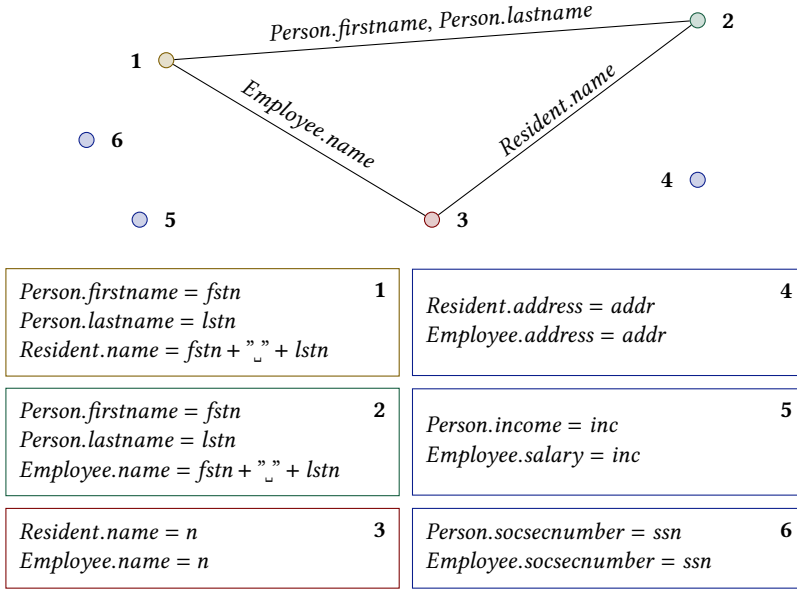 Person.firstname, Person.lastname
2
1
Employee.name
Resident.name
6
4
5
3
Person.firstname = fstn
1
Person.lastname = lstn
Resident.name = fstn + ”␣” + lstn
4
Resident.address = addr
Employee.address = addr
Person.firstname = fstn
2
Person.lastname = lstn
Employee.name = fstn + ”␣” + lstn
5
Person.income = inc
Employee.salary = inc
Resident.name = n
3
Employee.name = n
Person.socsecnumber = ssn
6
Employee.socsecnumber = ssn